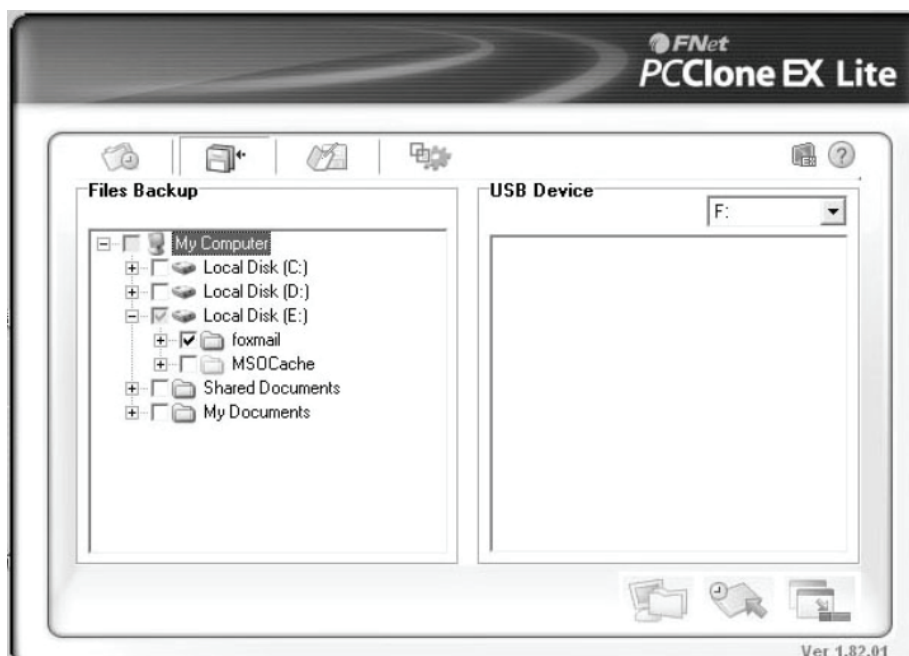 FNet
PCClone EX Lite
Files Backup
USB Device
F:
My Computer
Local Disk (C:)
Local Disk (D:)
Local Disk (E:)
foxmail
MSOCache
Shared Documents
My Documents
Ver 1.82.01